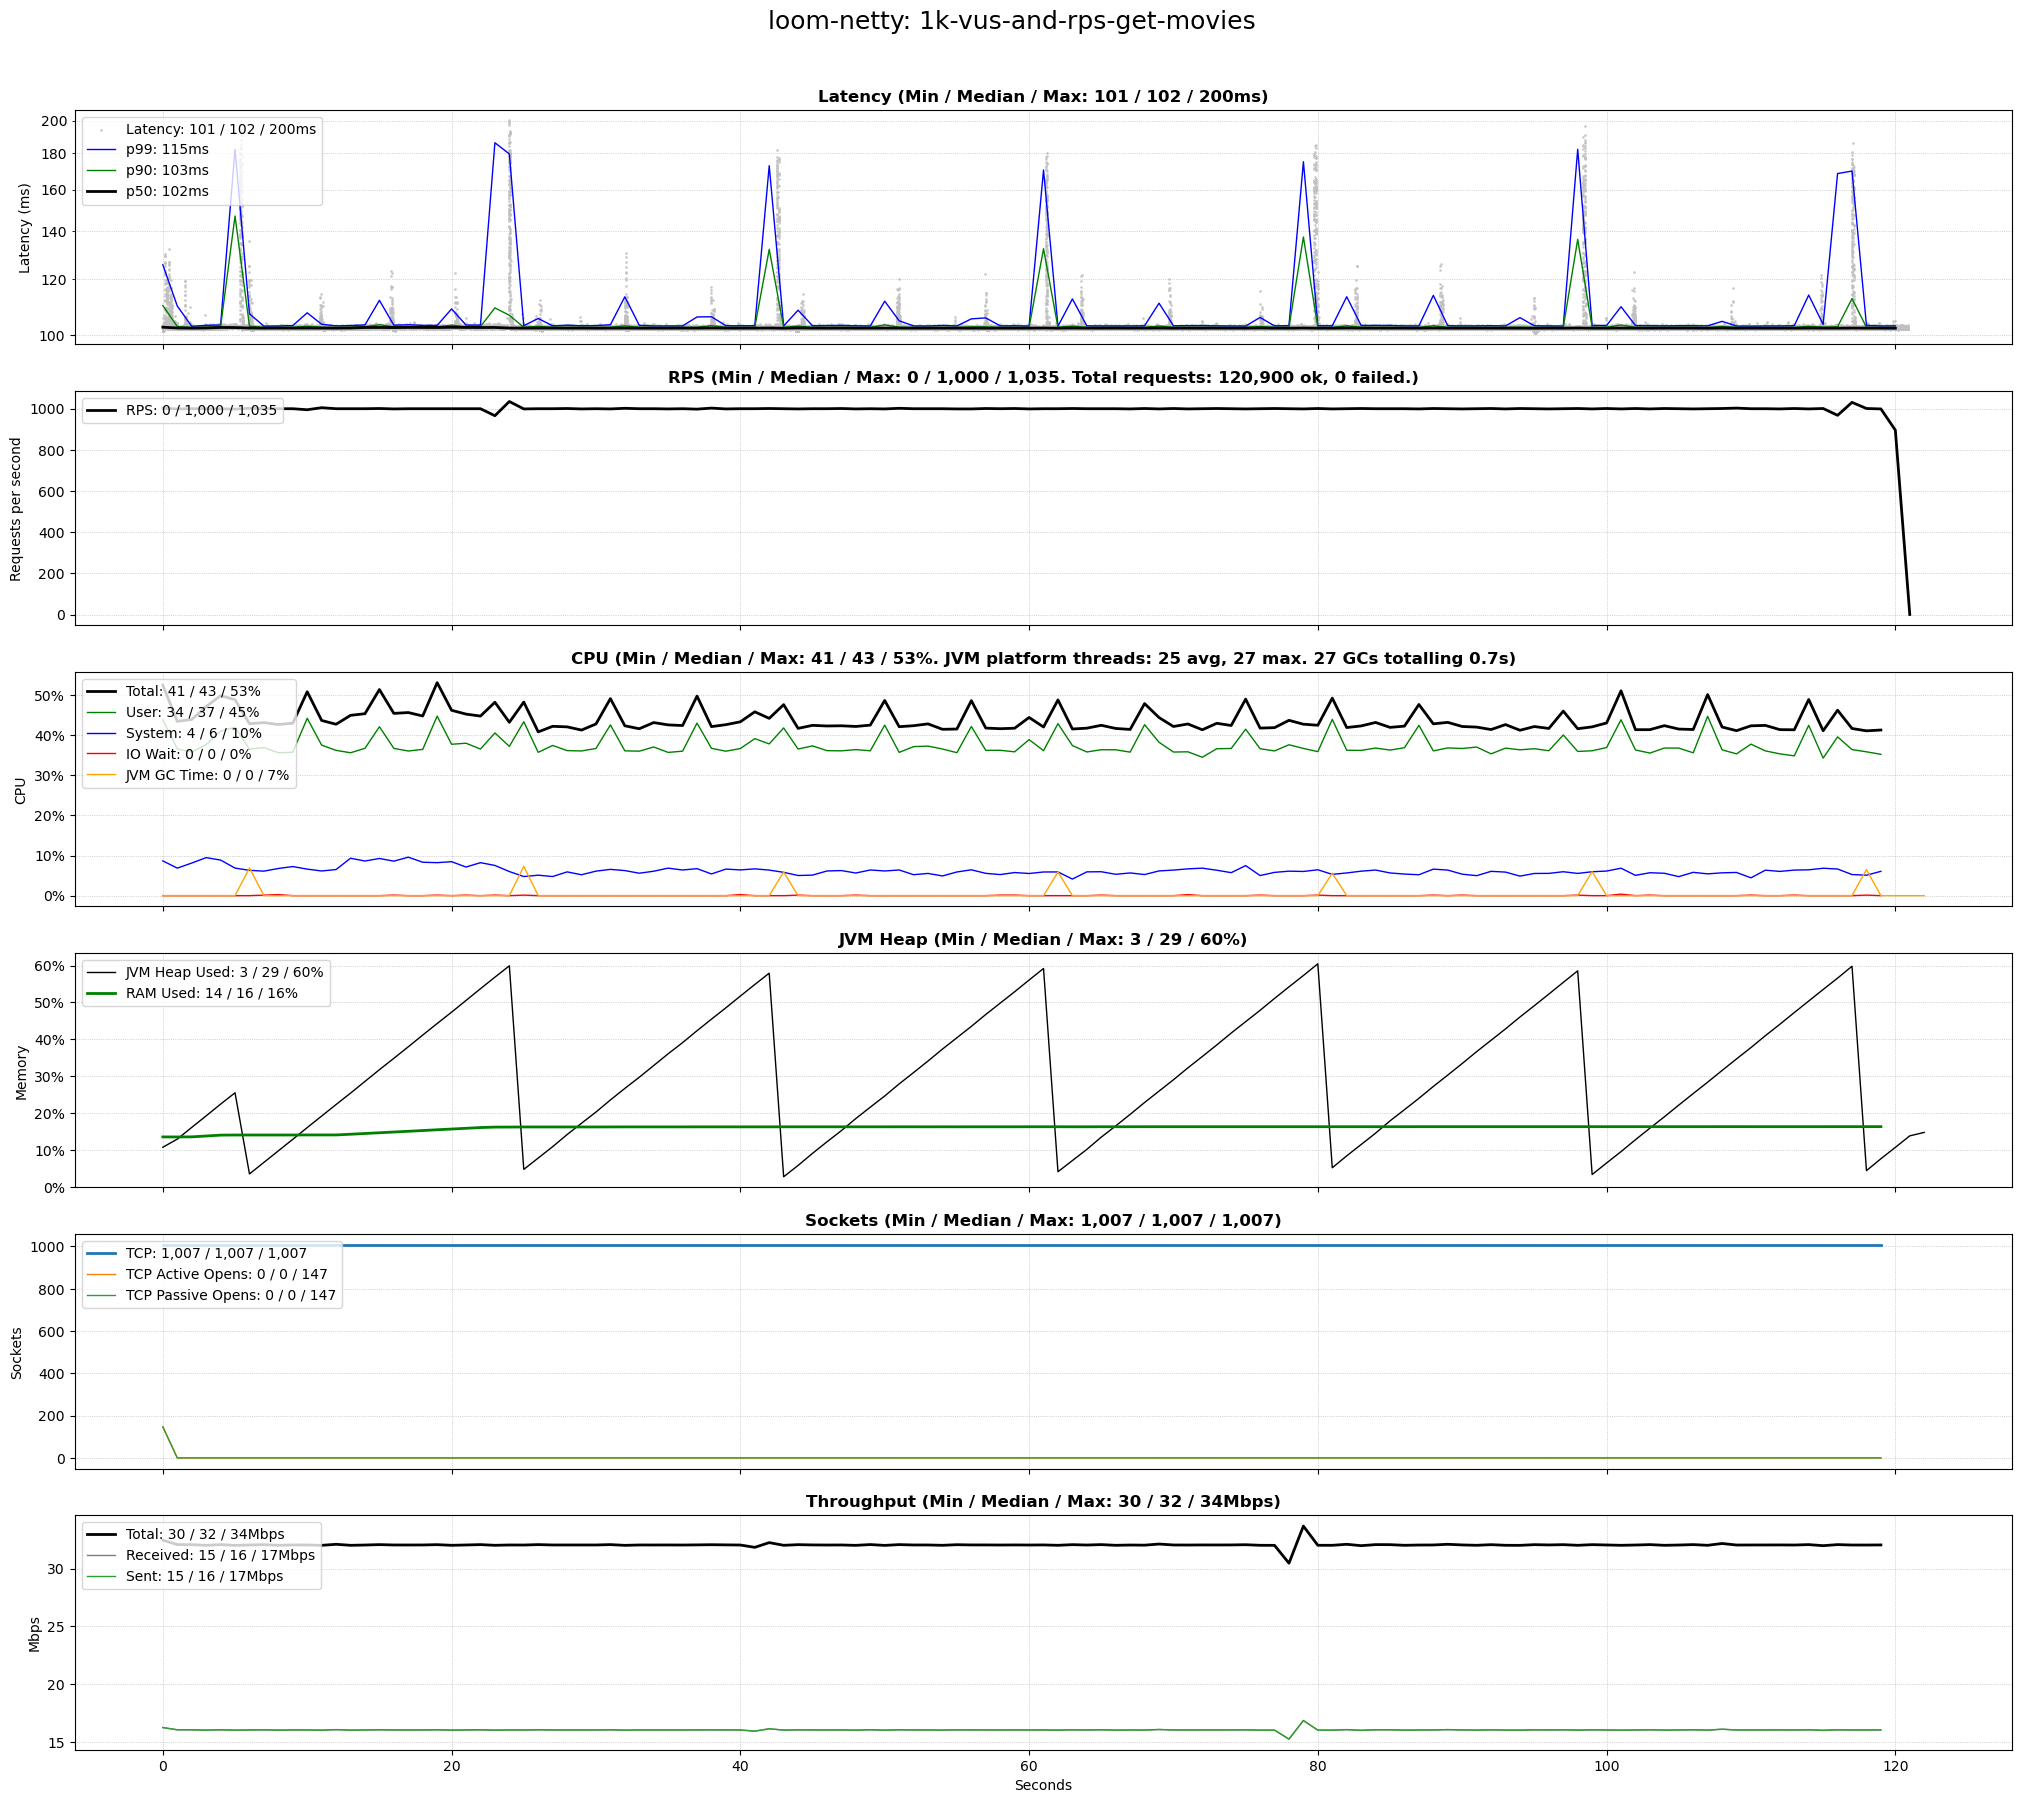 loom-netty: 1k-vus-and-rps-get-movies
Latency (Min / Median / Max: 101 / 102 / 200ms)
Latency (ms)
200
180
160
140
120
100
Latency: 101 / 102 / 200ms
p99: 115ms
p90: 103ms
p50: 102ms
RPS (Min / Median / Max: 0 / 1,000 / 1,035. Total requests: 120,900 ok, 0 failed.)
Requests per second
1000
800
600
400
200
0
RPS: 0 / 1,000 / 1,035
CPU (Min / Median / Max: 41 / 43 / 53%. JVM platform threads: 25 avg, 27 max. 27 GCs totalling 0.7s)
CPU
50%
40%
30%
20%
10%
0%
Total: 41 / 43 / 53%
User: 34 / 37 / 45%
System: 4 / 6 / 10%
IO Wait: 0 / 0 / 0%
JVM GC Time: 0 / 0 / 7%
JVM Heap (Min / Median / Max: 3 / 29 / 60%)
Memory
60%
50%
40%
30%
20%
10%
0%
JVM Heap Used: 3 / 29 / 60%
RAM Used: 14 / 16 / 16%
Sockets (Min / Median / Max: 1,007 / 1,007 / 1,007)
Sockets
1000
800
600
400
200
0
TCP: 1,007 / 1,007 / 1,007
TCP Active Opens: 0 / 0 / 147
TCP Passive Opens: 0 / 0 / 147
Throughput (Min / Median / Max: 30 / 32 / 34Mbps)
Mbps
30
25
20
15
Total: 30 / 32 / 34Mbps
Received: 15 / 16 / 17Mbps
Sent: 15 / 16 / 17Mbps
0 20 40 60 80 100 120
Seconds